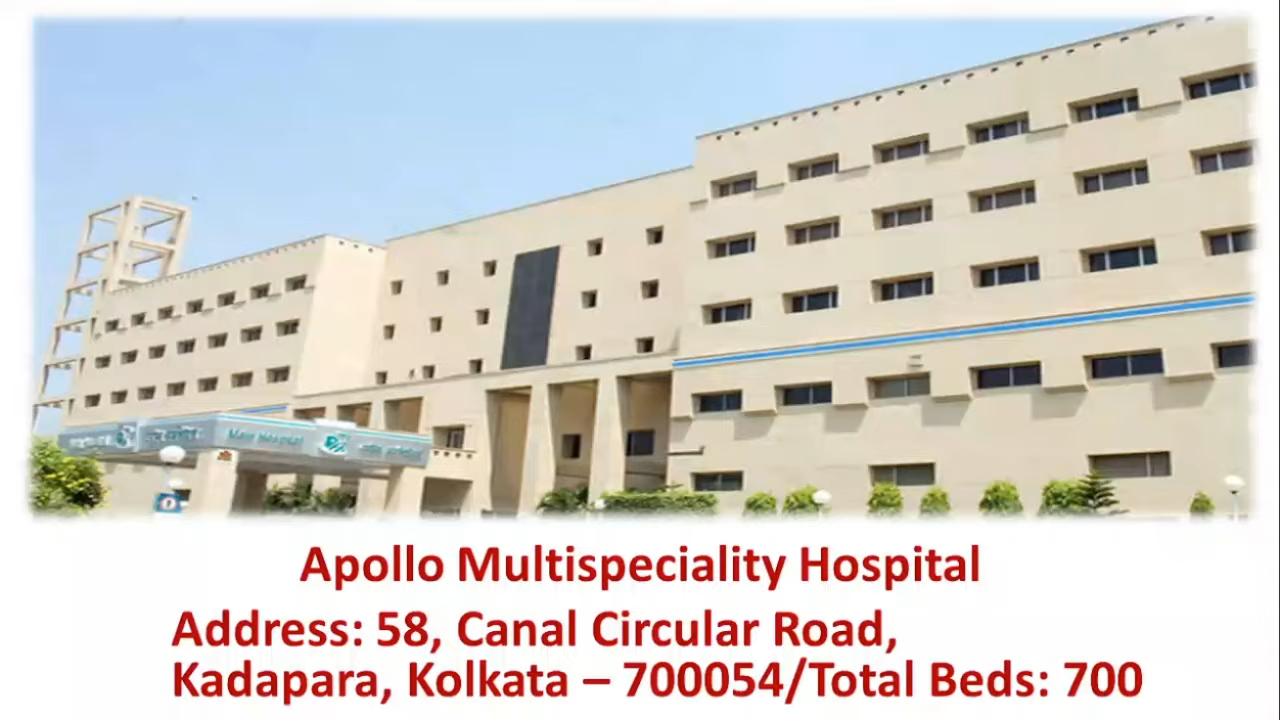 Main Hospital
Apollo Multispeciality Hospital
Address: 58, Canal Circular Road,
Kadapara, Kolkata – 700054/Total Beds: 700